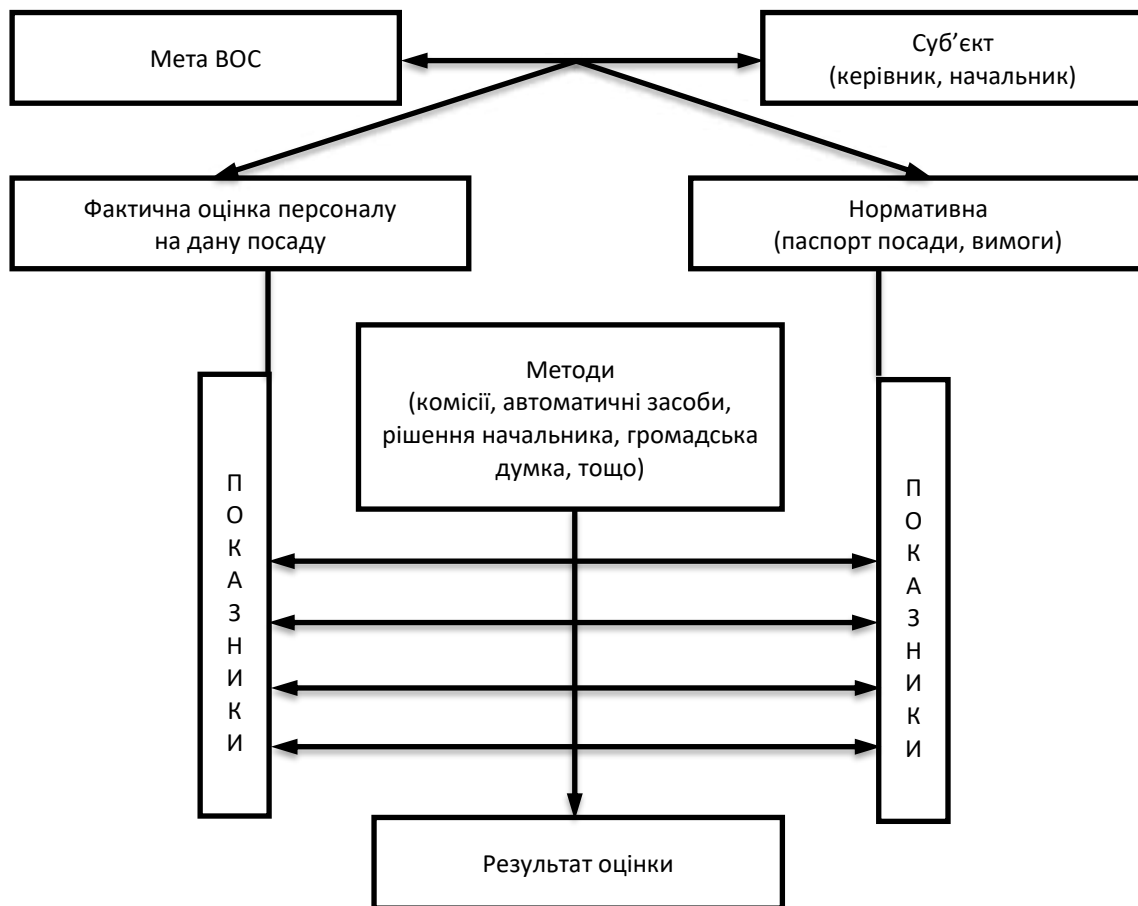 Мета ВОС
Суб’єкт
(керівник, начальник)
Фактична оцінка персоналу
на дану посаду
Нормативна
(паспорт посади, вимоги)
Методи
(комісії, автоматичні засоби,
рішення начальника, громадська
думка, тощо)
П
О
К
А
З
Н
И
К
И
П
О
К
А
З
Н
И
К
И
Результат оцінки